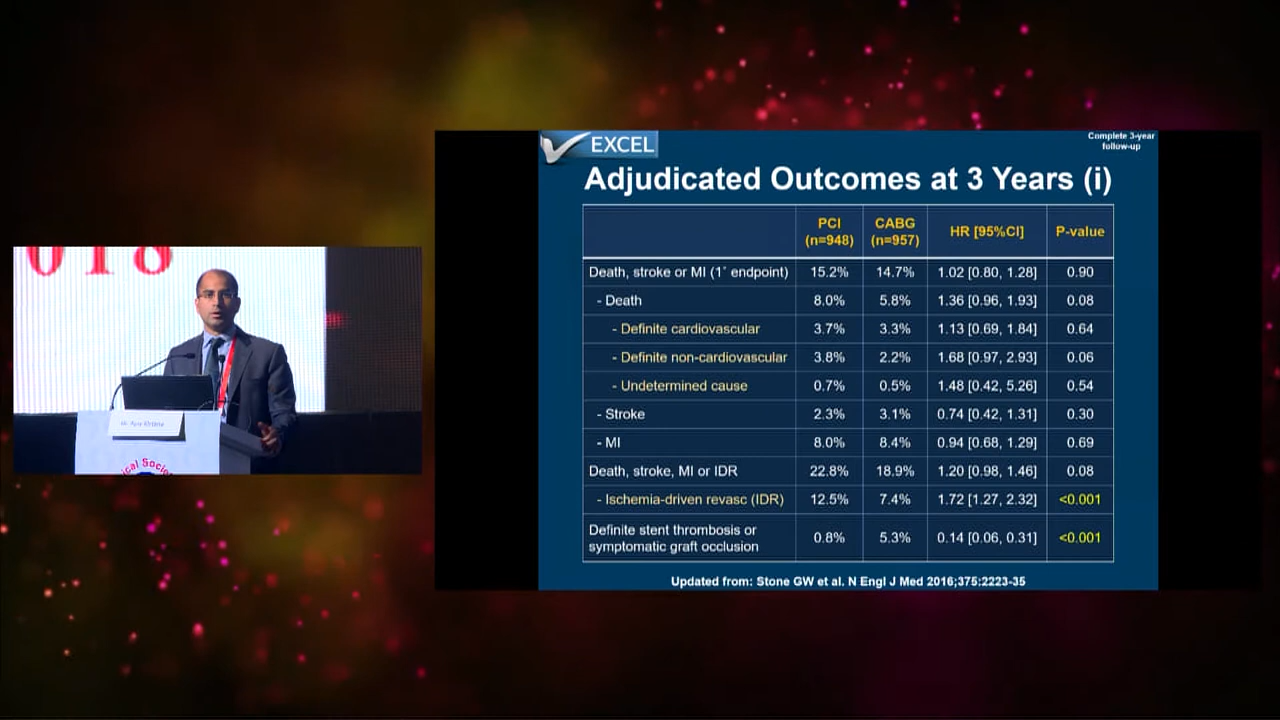 018
ical Socie
EXCEL
Complete 3-year
follow-up
Adjudicated Outcomes at 3 Years (i)
PCI (n=948) CABG (n=957) HR [95%CI] P-value
Death, stroke or MI (1° endpoint) 15.2% 14.7% 1.02 [0.80, 1.28] 0.90
- Death 8.0% 5.8% 1.36 [0.96, 1.93] 0.08
- Definite cardiovascular 3.7% 3.3% 1.13 [0.69, 1.84] 0.64
- Definite non-cardiovascular 3.8% 2.2% 1.68 [0.97, 2.93] 0.06
- Undetermined cause 0.7% 0.5% 1.48 [0.42, 5.26] 0.54
- Stroke 2.3% 3.1% 0.74 [0.42, 1.31] 0.30
- MI 8.0% 8.4% 0.94 [0.68, 1.29] 0.69
Death, stroke, MI or IDR 22.8% 18.9% 1.20 [0.98, 1.46] 0.08
- Ischemia-driven revasc (IDR) 12.5% 7.4% 1.72 [1.27, 2.32] <0.001
Definite stent thrombosis or
symptomatic graft occlusion 0.8% 5.3% 0.14 [0.06, 0.31] <0.001
Updated from: Stone GW et al. N Engl J Med 2016;375:2223-35